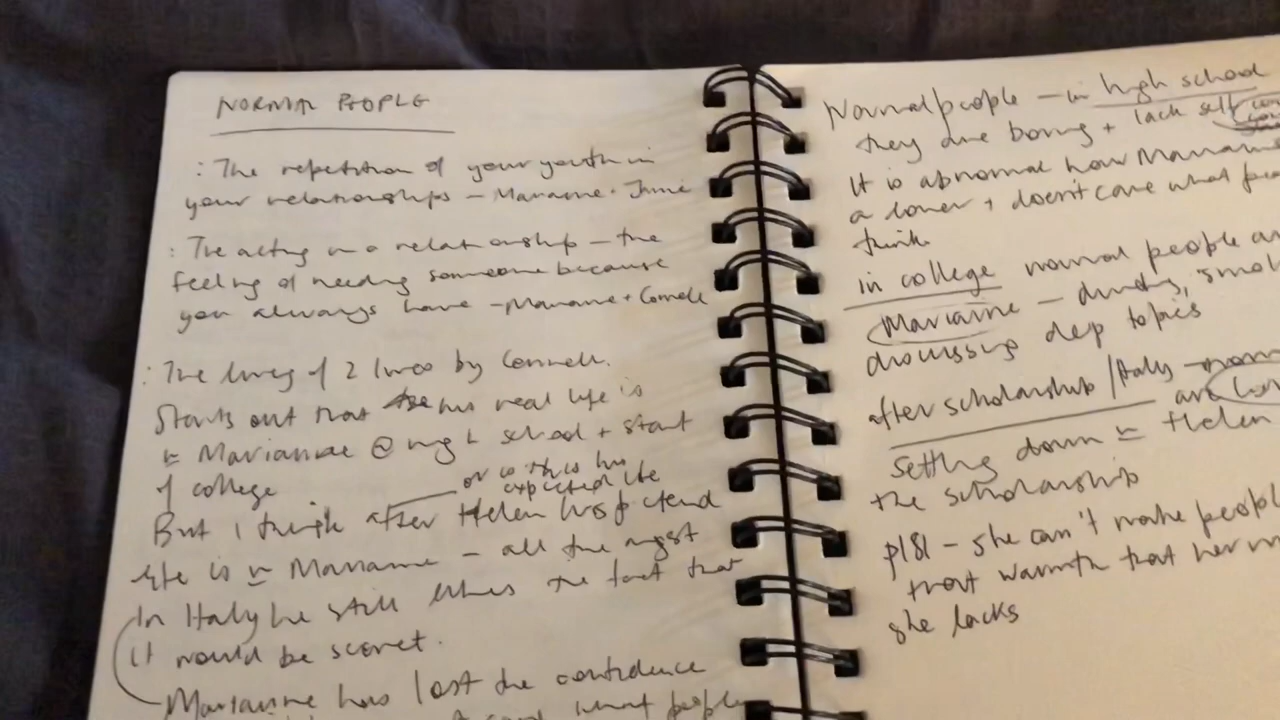 NORMAL PEOPLE
: The repetition of your youth in
your relationships - Marianne + Jamie
: The acting in a relationship - the
feeling of needing someone because
you always have - Marianne + Connell
: The living of 2 lives by Connell.
Starts out that his real life is
Marianne @ high school + start
of college
or is this his
expected life
But I think after Helen his pretend
life is Marianne - all the angst
In Italy he still likes the fact that
it would be secret.
Marianne has lost the confidence
what people
Normal people - in high school
they are boring + lack self
It is abnormal how Marianne
a loner + doesn't care what
think
in college normal people
Marianne - drinking,
discussing deep topics
after scholarship / Italy -
are
Settling down Helen
the scholarship
p181 - she can't make people
that warmth that her
she lacks